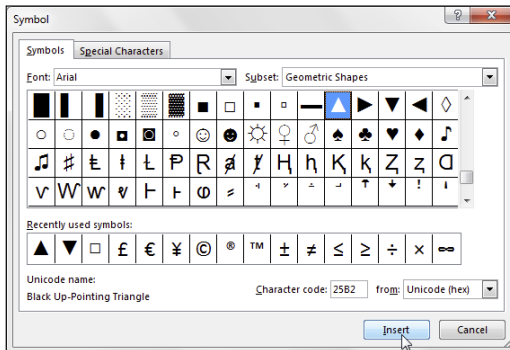 Symbol
Symbols Special Characters
Font: Arial Subset: Geometric Shapes
█ ▌ ▐ ░ ▒ ▓ ■ □ ▪ ▫ ▬ ▲ ► ▼ ◄ ◊
○ ◌ ● ◘ ◙ ◦ ☺ ☻ ☼ ♀ ♂ ♠ ♣ ♥ ♦ ♪
♫ ♯ Ⱡ ⱡ Ɫ Ᵽ Ɽ ⱥ ⱦ Ⱨ ⱨ Ⱪ ⱪ Ⱬ ⱬ Ɑ
ⱱ Ⱳ ⱳ ⱴ Ⱶ ⱶ ⱷ
Recently used symbols:
▲ ▼ □ £ € ¥ © ® ™ ± ≠ ≤ ≥ ÷ × ∞
Unicode name:
Black Up-Pointing Triangle
Character code: 25B2 from: Unicode (hex)
Insert Cancel